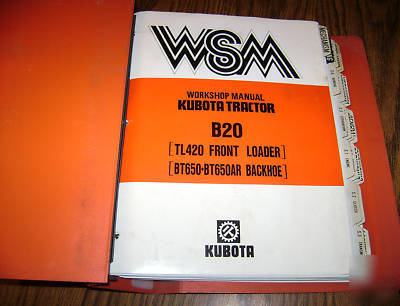 WSM
WORKSHOP MANUAL
KUBOTA TRACTOR
B20
[TL420 FRONT LOADER]
[BT650·BT650AR BACKHOE]
KUBOTA